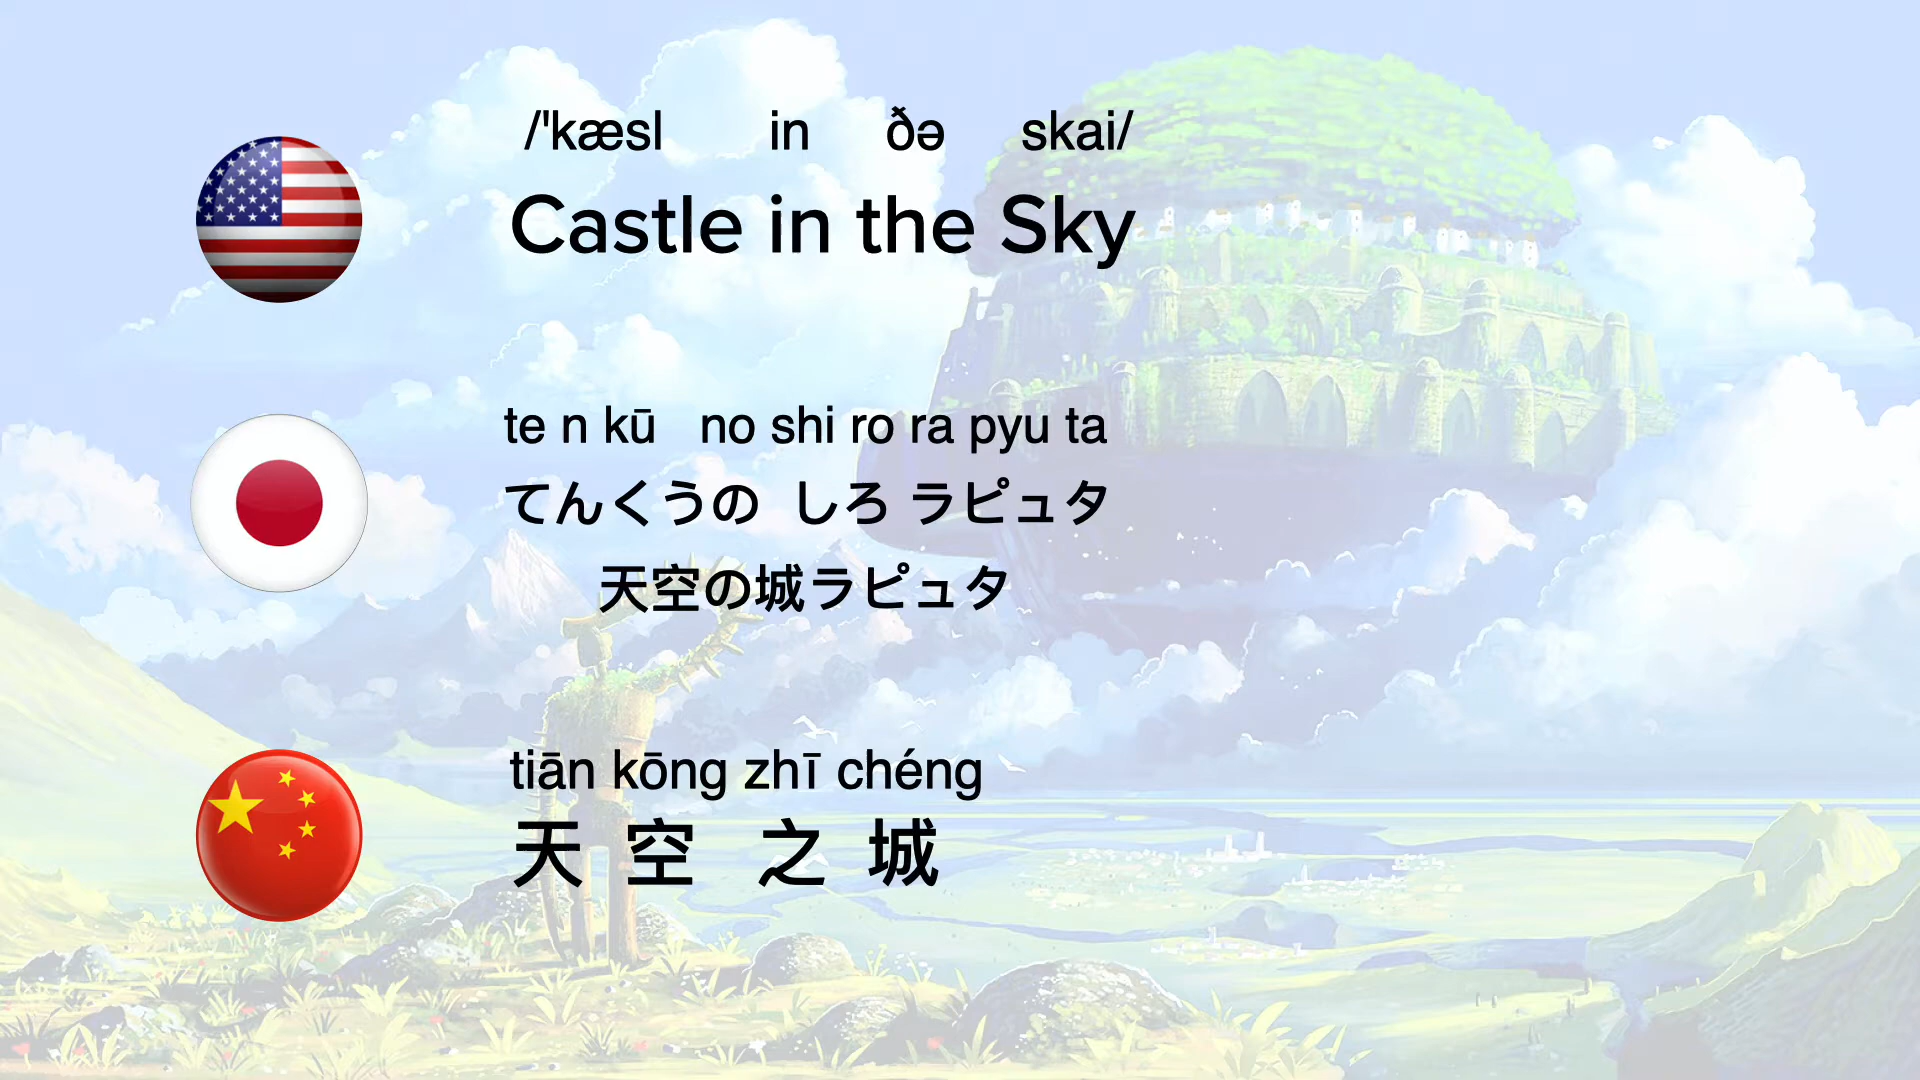 /'kæsl in ðə skai/
Castle in the Sky
te n kū no shi ro ra pyu ta
てんくうの しろ ラピュタ
天空の城ラピュタ
tiān kōng zhī chéng
天 空 之 城